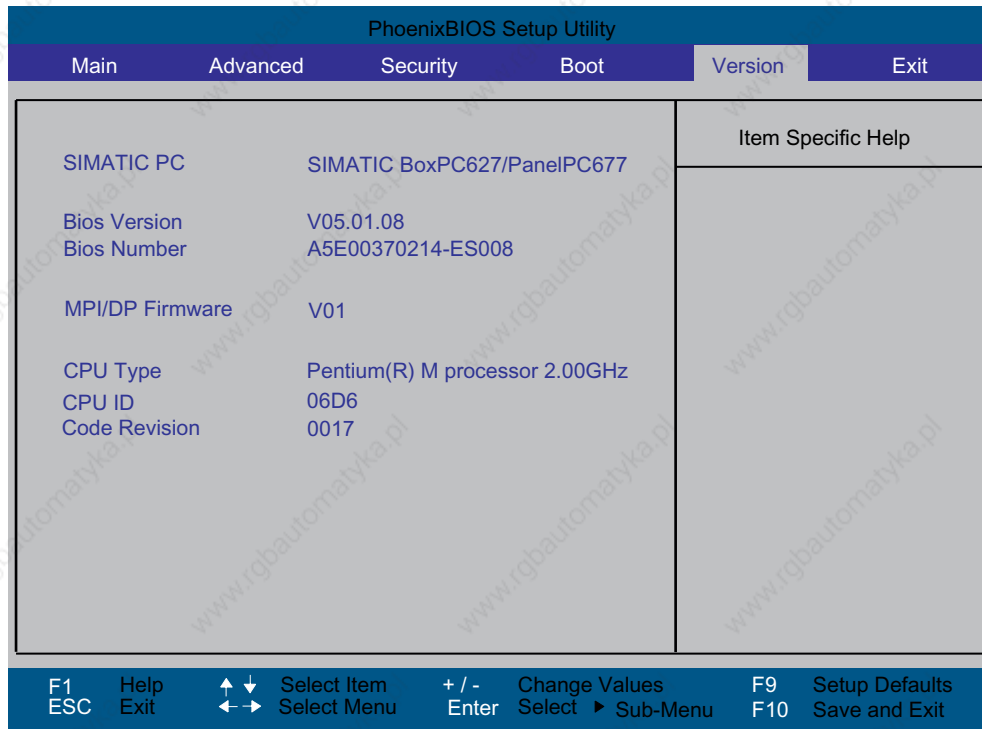 PhoenixBIOS Setup Utility
Main Advanced Security Boot Version Exit
Item Specific Help
SIMATIC PC SIMATIC BoxPC627/PanelPC677
Bios Version V05.01.08
Bios Number A5E00370214-ES008
MPI/DP Firmware V01
CPU Type Pentium(R) M processor 2.00GHz
CPU ID 06D6
Code Revision 0017
F1 Help ↑ ↓ Select Item + / - Change Values F9 Setup Defaults
ESC Exit ← → Select Menu Enter Select ▶ Sub-Menu F10 Save and Exit
www.rgbautomatyka.pl